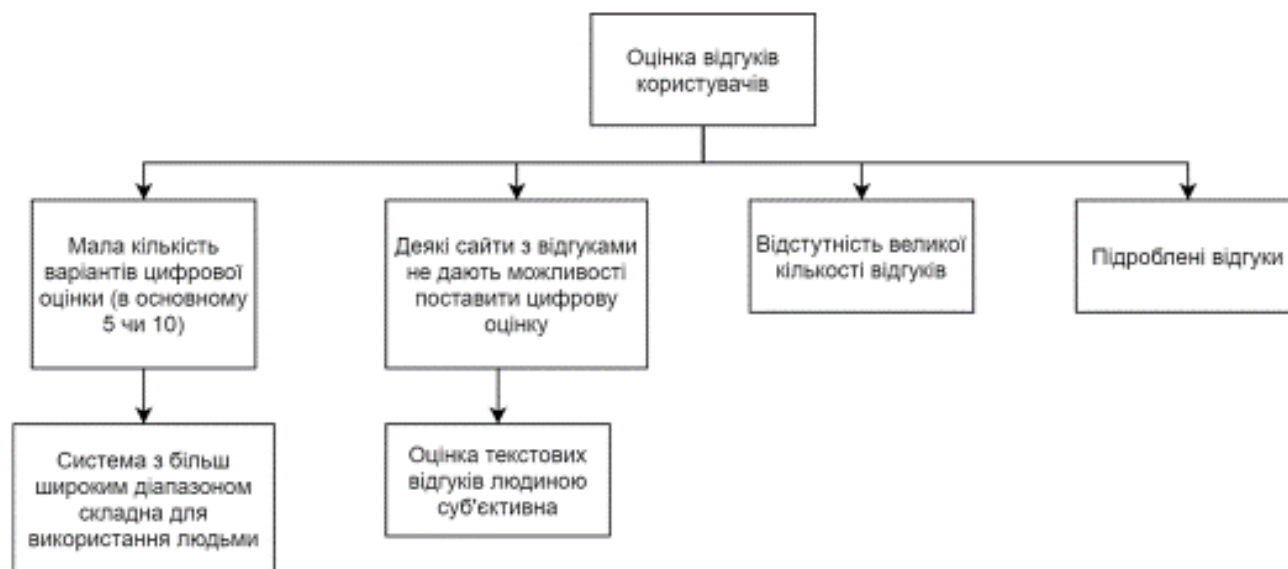 Оцінка відгуків
користувачів
Мала кількість
варіантів цифрової
оцінки (в основному
5 чи 10)
Деякі сайти з відгуками
не дають можливості
поставити цифрову
оцінку
Відстутність великої
кількості відгуків
Підроблені відгуки
Система з більш
широким діапазоном
складна для
використання людьми
Оцінка текстових
відгуків людиною
суб'єктивна